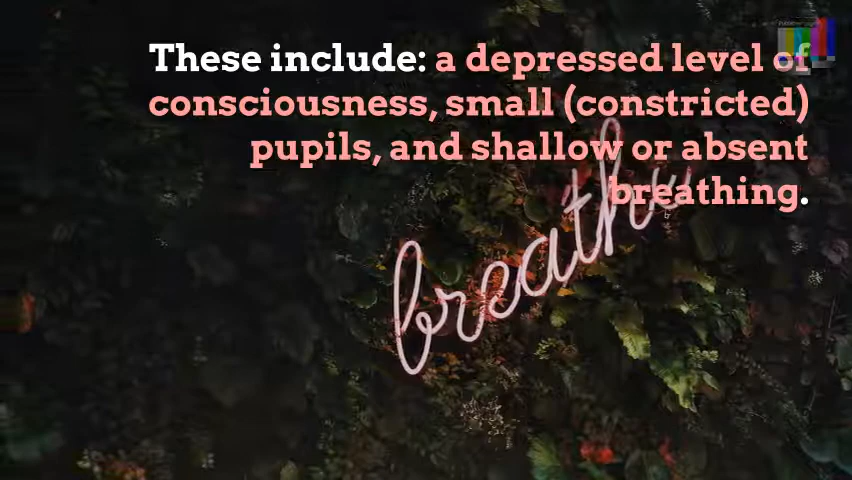 These include: a depressed level of
consciousness, small (constricted)
pupils, and shallow or absent
breathing.
breathe